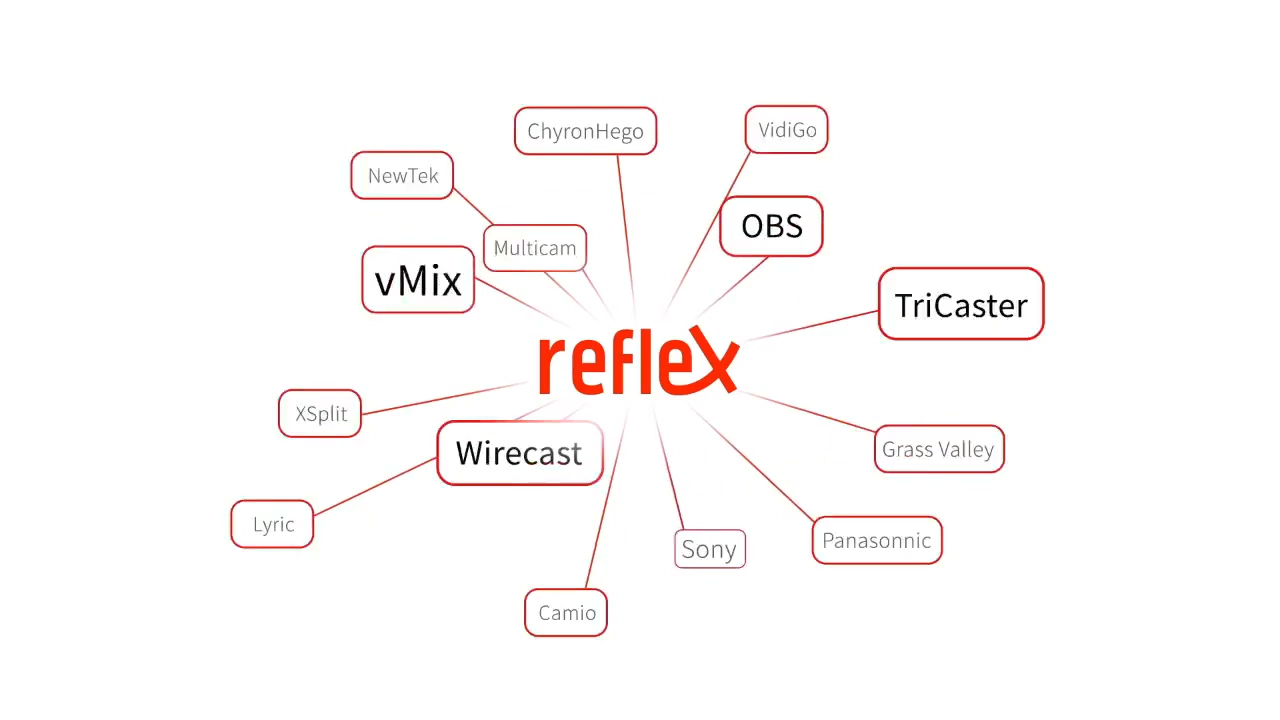 ChyronHego
VidiGo
NewTek
OBS
Multicam
vMix
TriCaster
reflex
XSplit
Wirecast
Grass Valley
Lyric
Sony
Panasonnic
Camio